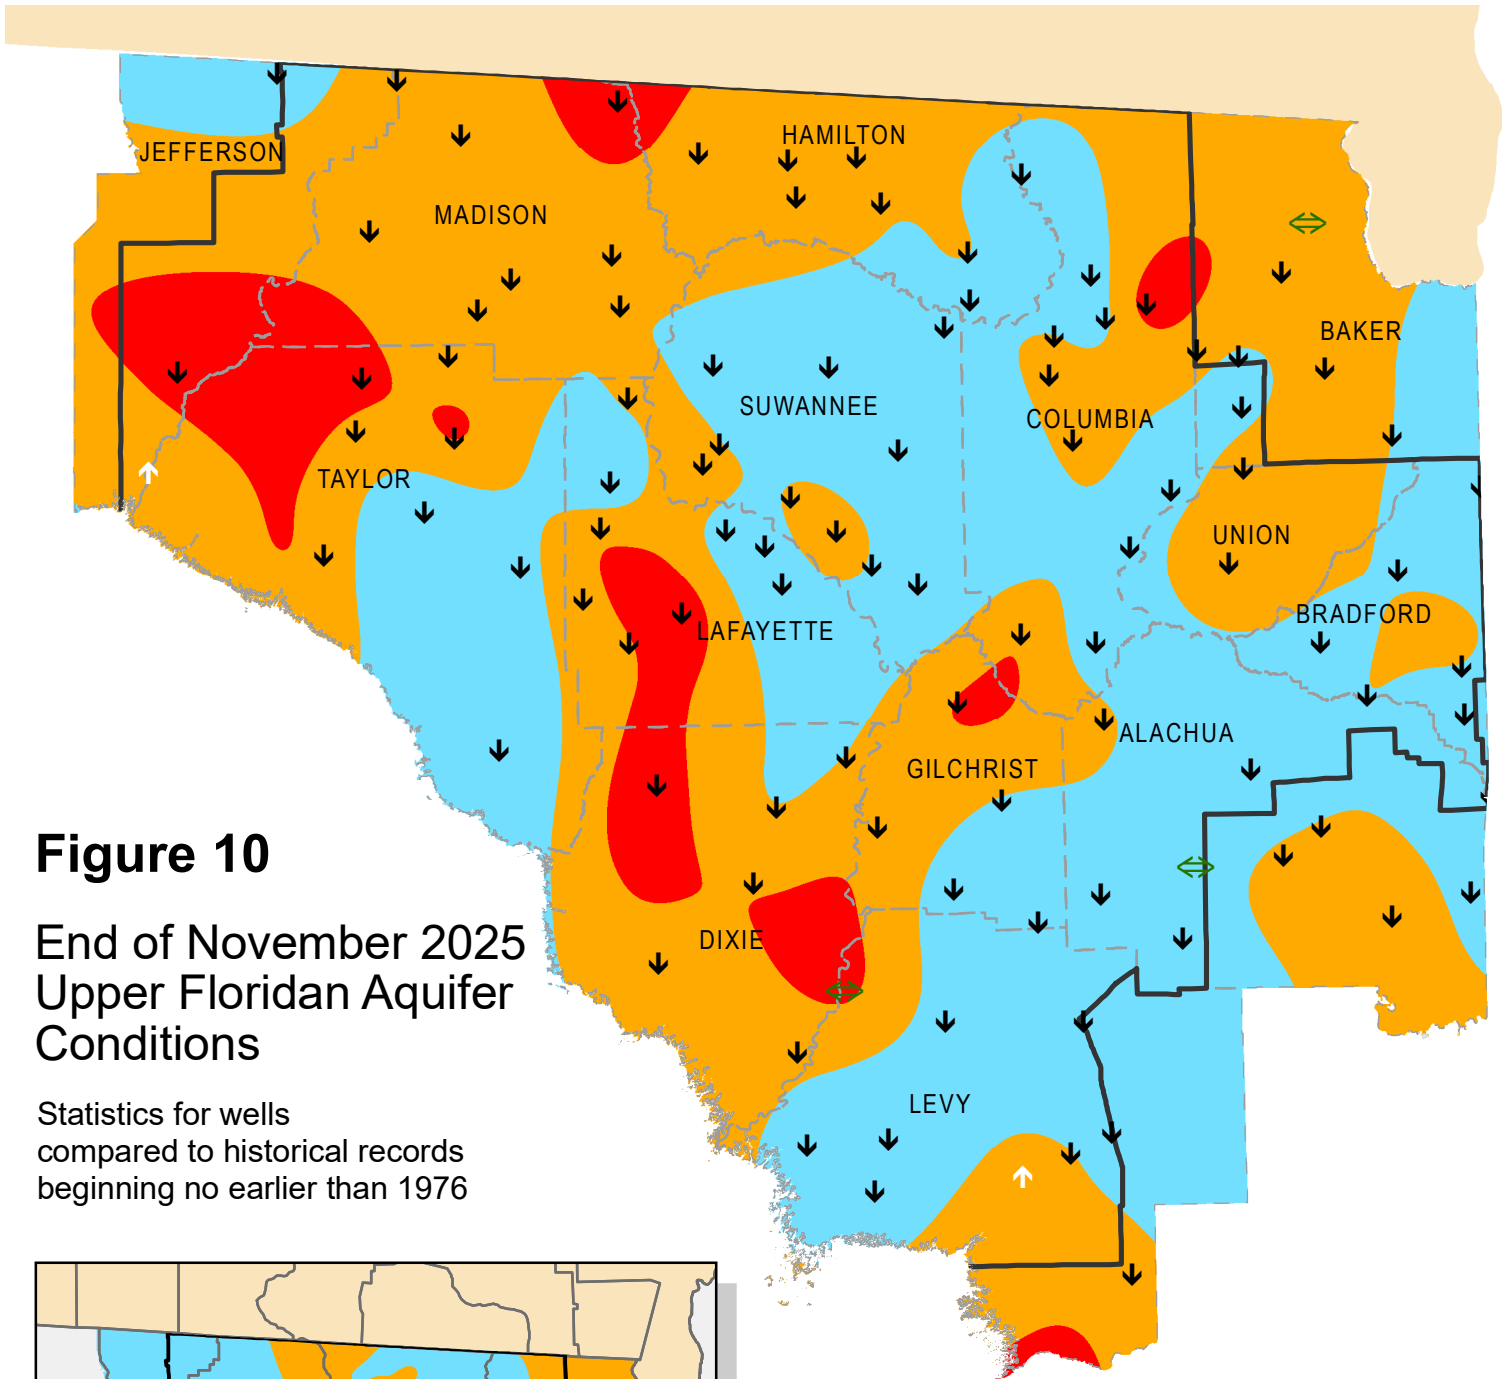 HAMILTON
JEFFERSON
MADISON
BAKER
SUWANNEE
COLUMBIA
TAYLOR
UNION
BRADFORD
LAFAYETTE
ALACHUA
GILCHRIST
DIXIE
LEVY
Figure 10
End of November 2025
Upper Floridan Aquifer
Conditions
Statistics for wells
compared to historical records
beginning no earlier than 1976